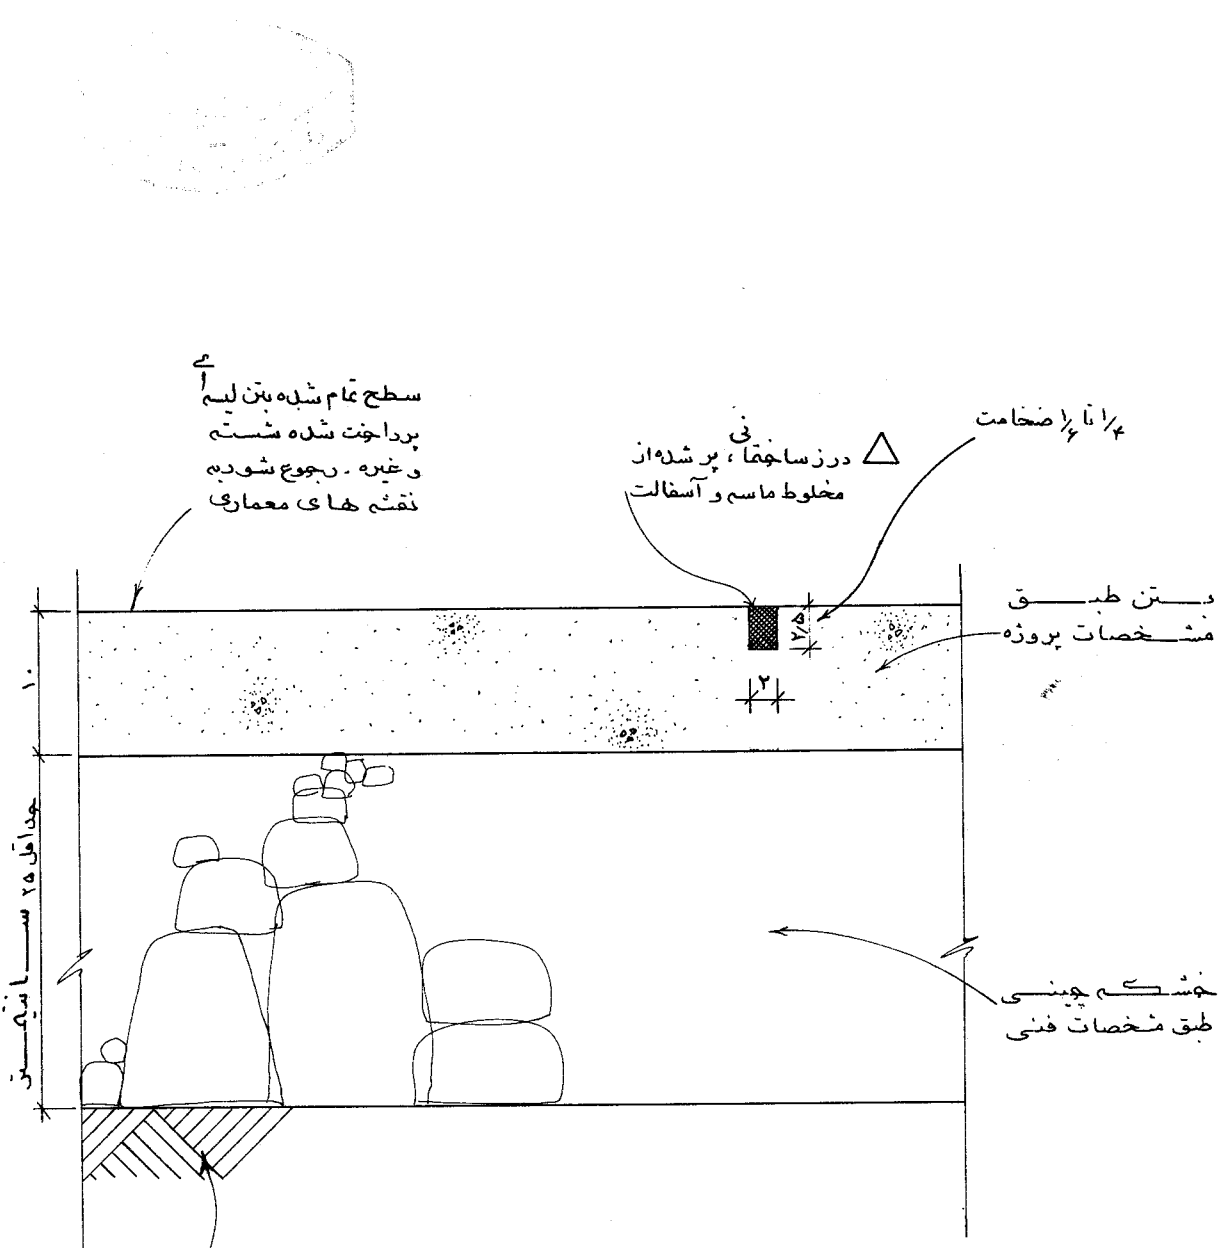 سطح تمام شده بتن لیسه ای
پرداخت شده شسته
و غیره . رجوع شود به
نقشه های معماری
درز ساختمانی ، پر شده از
مخلوط ماسه و آسفالت
۱/۴ تا ۱/۶ ضخامت
بتن طبق
مشخصات پروژه
۲/۵
۲
۱۰
حداقل ۲۵ سانتیمتر
خشکه چینی
طبق مشخصات فنی